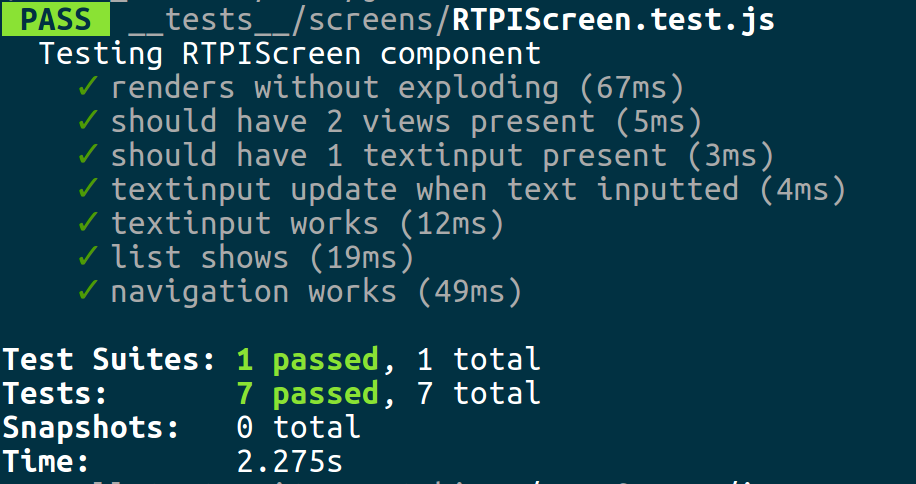 PASS __tests__/screens/RTPIScreen.test.js
Testing RTPIScreen component
✓ renders without exploding (67ms)
✓ should have 2 views present (5ms)
✓ should have 1 textinput present (3ms)
✓ textinput update when text inputted (4ms)
✓ textinput works (12ms)
✓ list shows (19ms)
✓ navigation works (49ms)
Test Suites: 1 passed, 1 total
Tests: 7 passed, 7 total
Snapshots: 0 total
Time: 2.275s